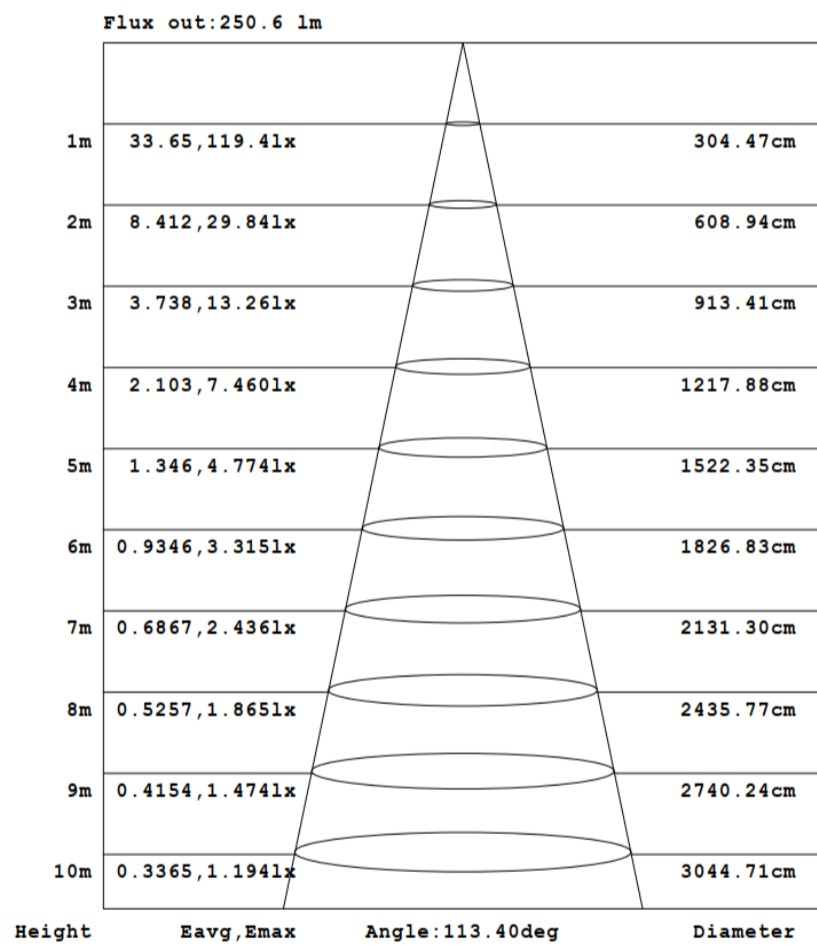 Flux out:250.6 lm
1m 33.65,119.4lx 304.47cm
2m 8.412,29.84lx 608.94cm
3m 3.738,13.26lx 913.41cm
4m 2.103,7.460lx 1217.88cm
5m 1.346,4.774lx 1522.35cm
6m 0.9346,3.315lx 1826.83cm
7m 0.6867,2.436lx 2131.30cm
8m 0.5257,1.865lx 2435.77cm
9m 0.4154,1.474lx 2740.24cm
10m 0.3365,1.194lx 3044.71cm
Height Eavg,Emax Angle:113.40deg Diameter